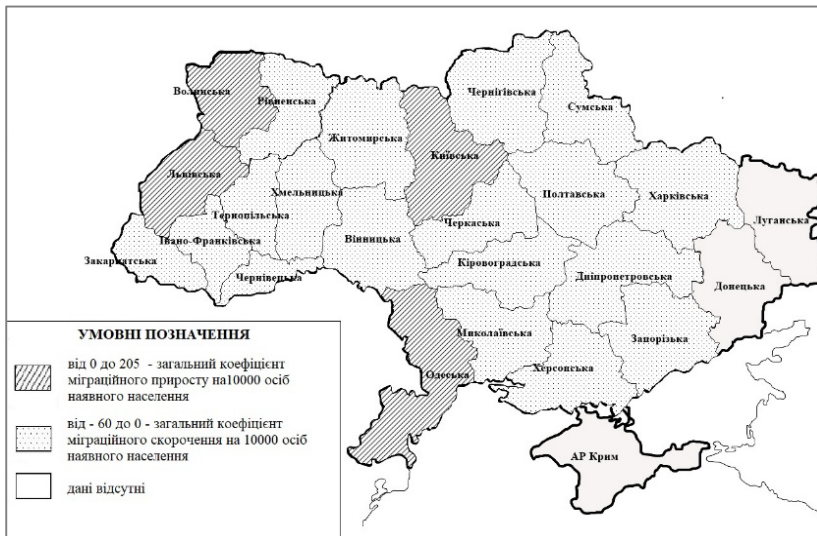 Волинська
Рівненська
Житомирська
Київська
Чернігівська
Сумська
Львівська
Хмельницька
Тернопільська
Івано-Франківська
Закарпатська
Чернівецька
Вінницька
Черкаська
Полтавська
Харківська
Луганська
Кіровоградська
Дніпропетровська
Донецька
Миколаївська
Запорізька
Одеська
Херсонська
АР Крим
УМОВНІ ПОЗНАЧЕННЯ
від 0 до 205 - загальний коефіцієнт
міграційного приросту на10000 осіб
наявного населення
від - 60 до 0 - загальний коефіцієнт
міграційного скорочення на 10000 осіб
наявного населення
дані відсутні